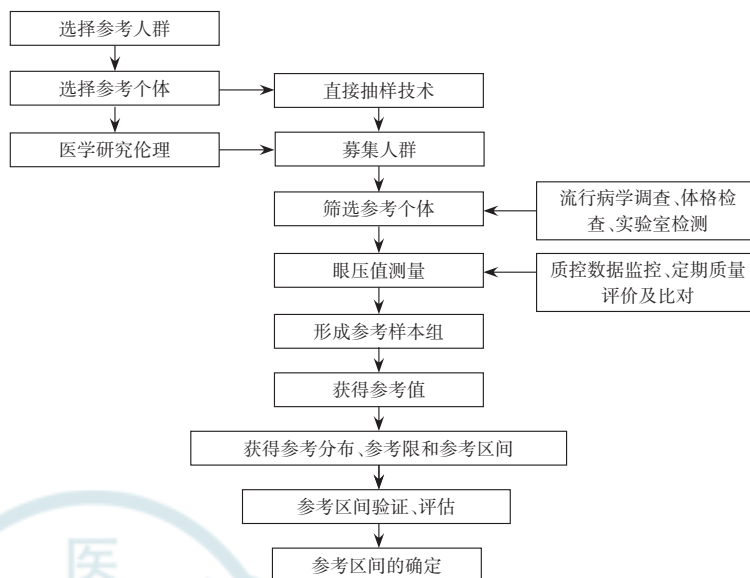 选择参考人群
选择参考个体
直接抽样技术
医学研究伦理
募集人群
筛选参考个体
流行病学调查、体格检
查、实验室检测
眼压值测量
质控数据监控、定期质量
评价及比对
形成参考样本组
获得参考值
获得参考分布、参考限和参考区间
参考区间验证、评估
参考区间的确定
医